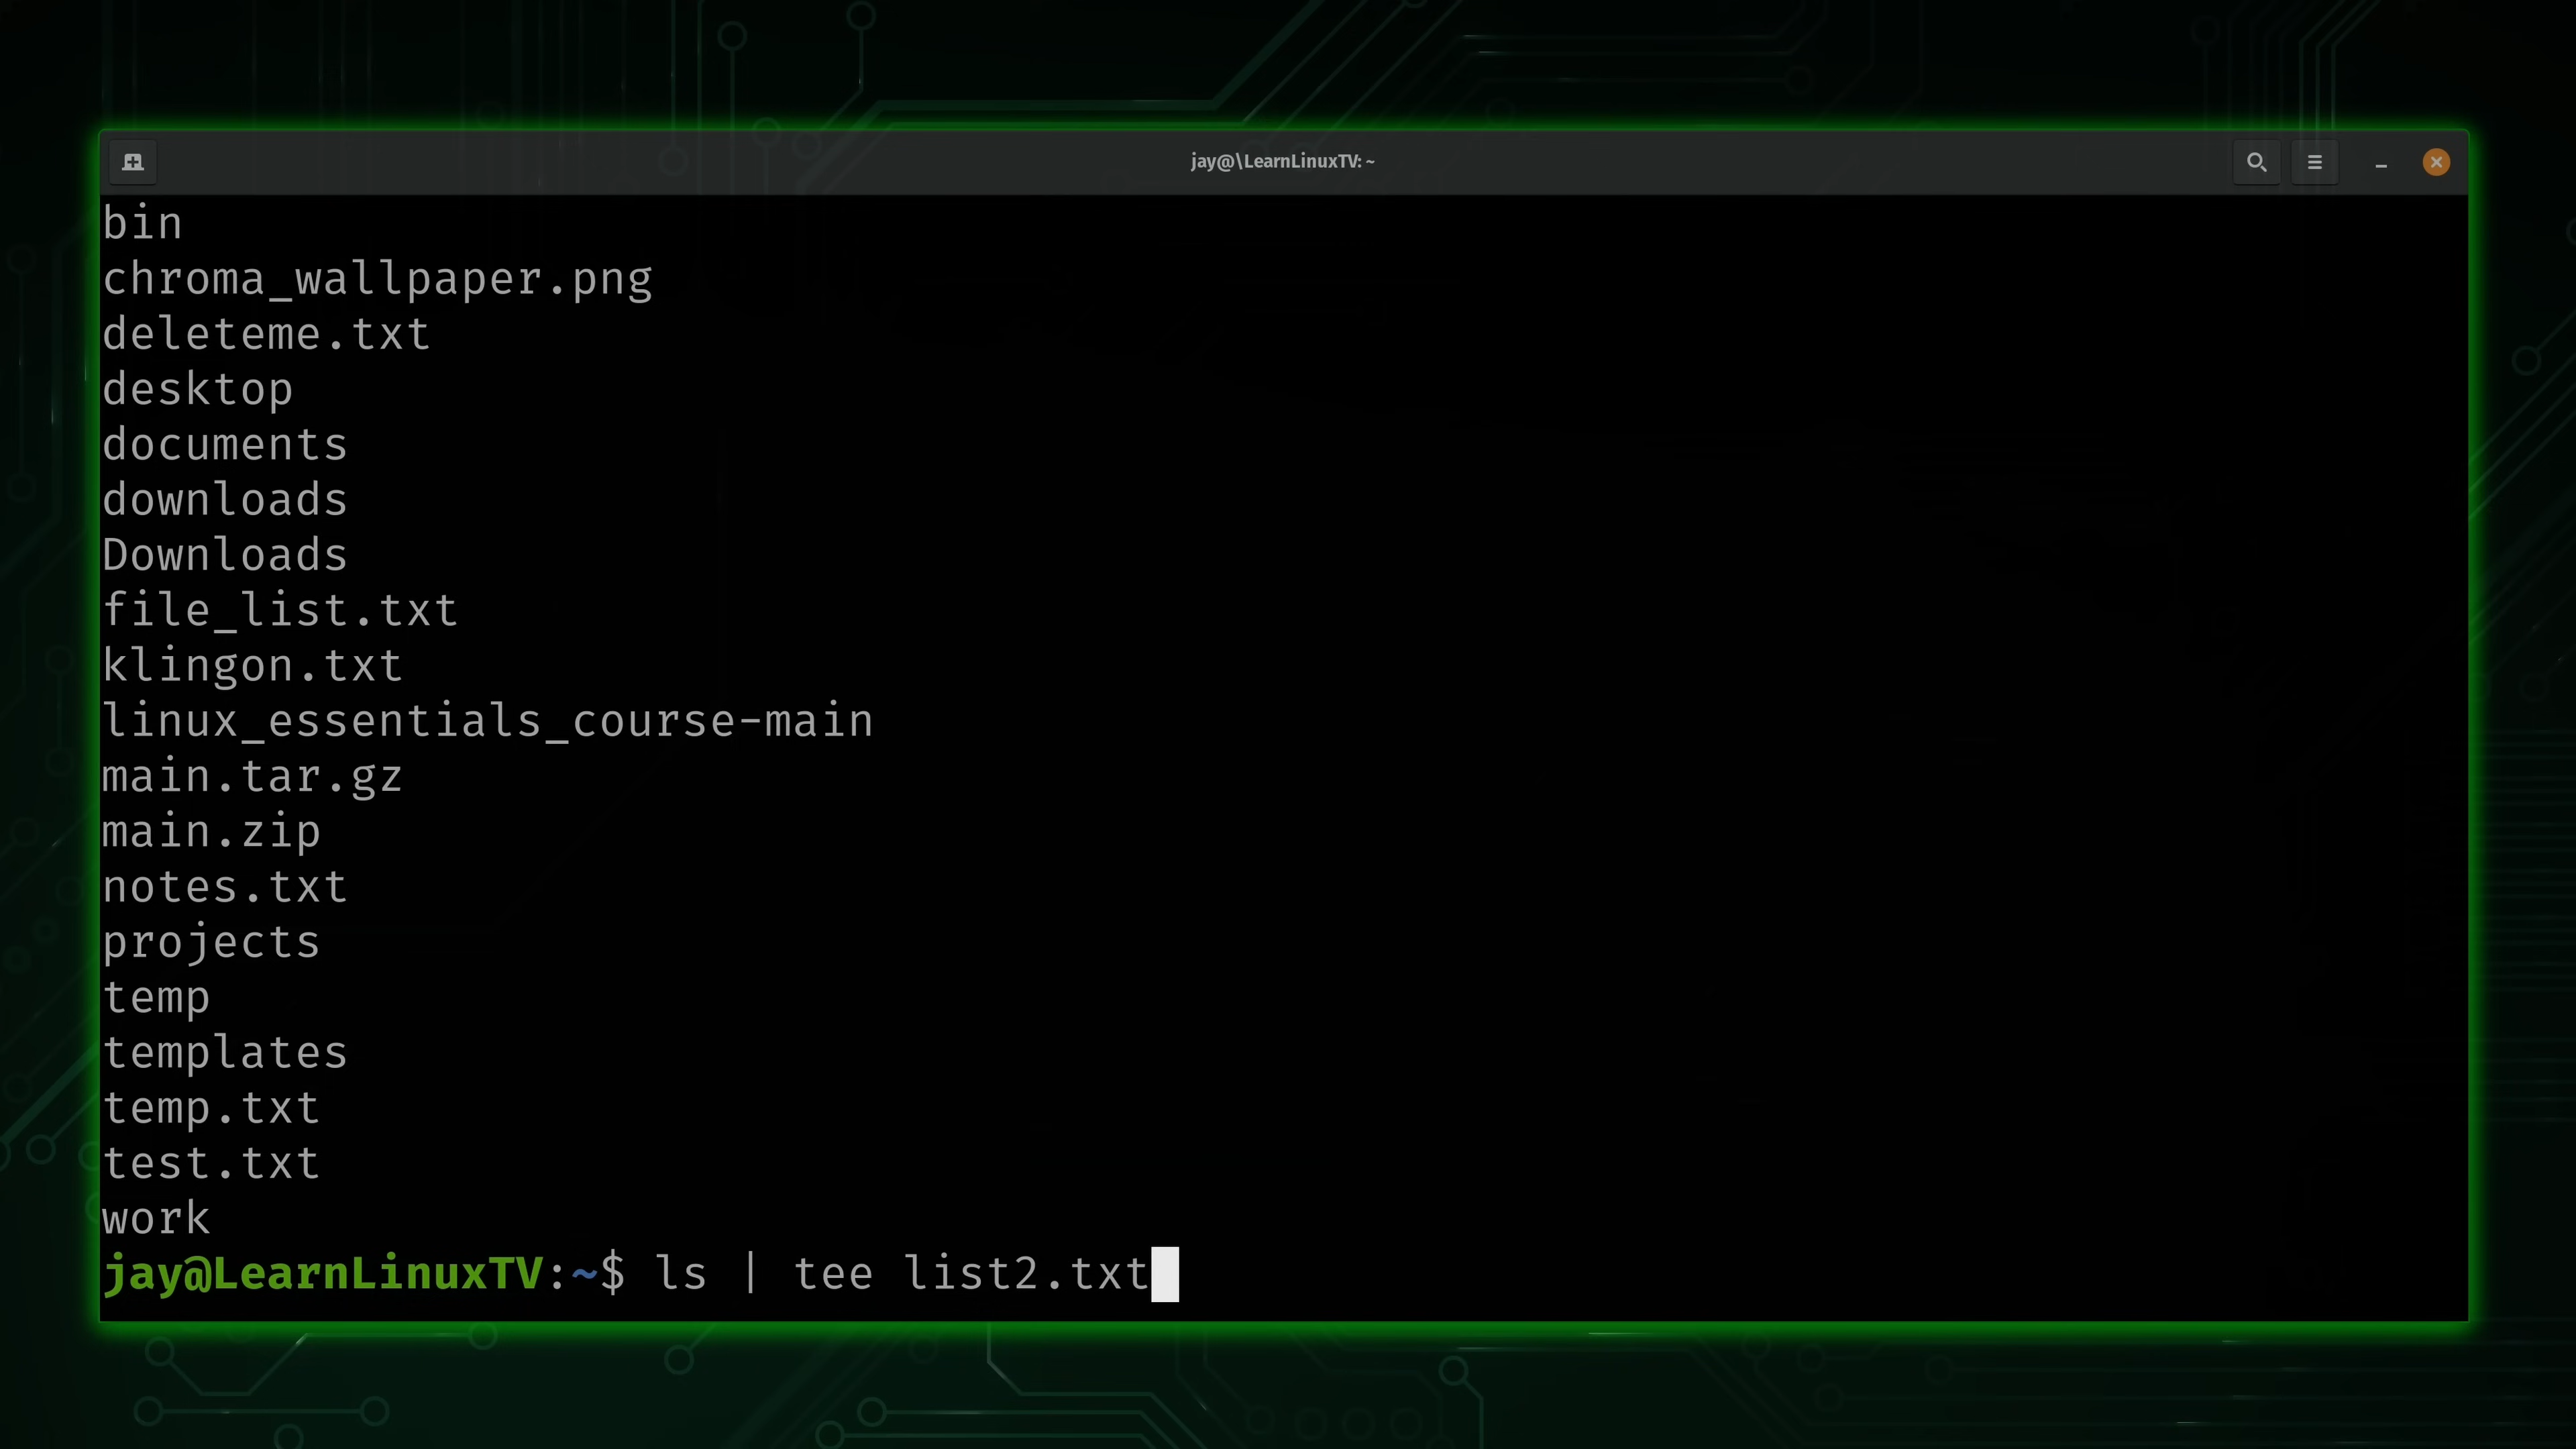 jay@\LearnLinuxTV: ~
bin
chroma_wallpaper.png
deleteme.txt
desktop
documents
downloads
Downloads
file_list.txt
klingon.txt
linux_essentials_course-main
main.tar.gz
main.zip
notes.txt
projects
temp
templates
temp.txt
test.txt
work
jay@LearnLinuxTV:~$ ls | tee list2.txt